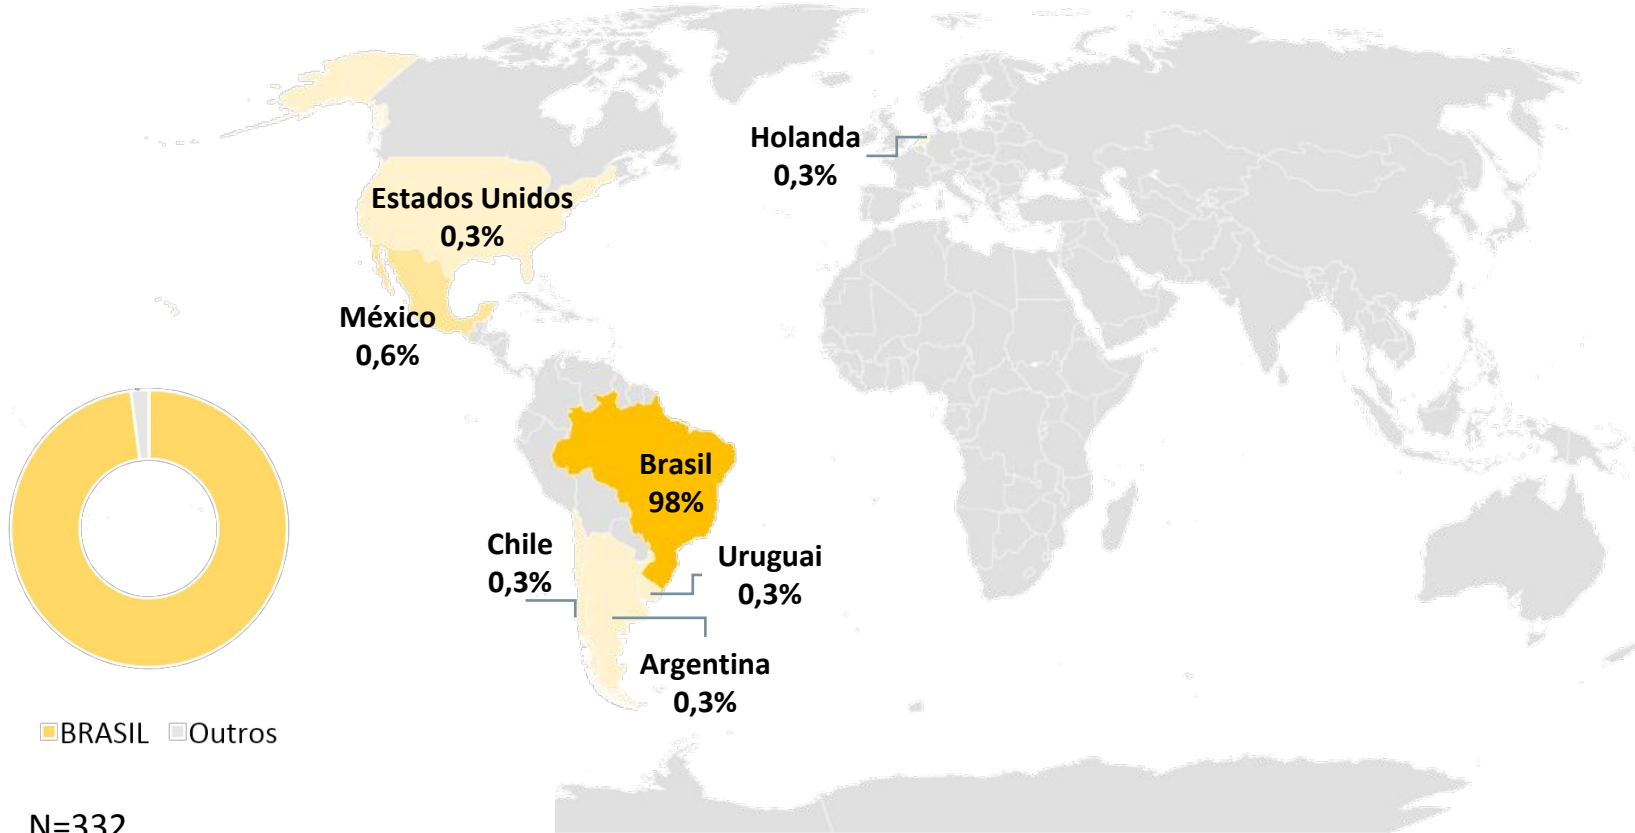 Holanda
0,3%
Estados Unidos
0,3%
México
0,6%
Brasil
98%
Chile
0,3%
Uruguai
0,3%
Argentina
0,3%
BRASIL Outros
N=332